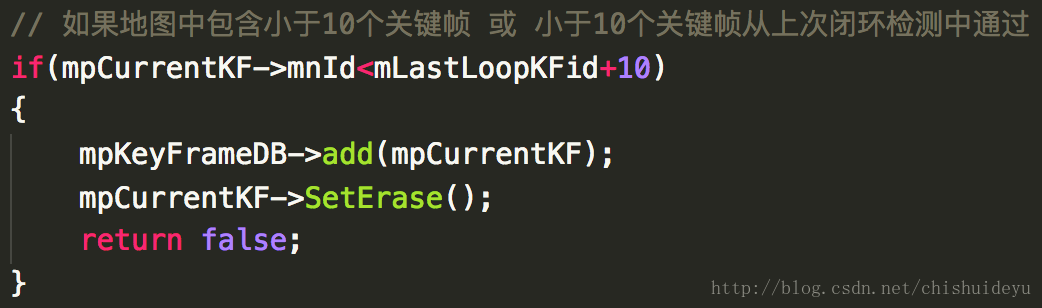 // 如果地图中包含小于10个关键帧 或 小于10个关键帧从上次闭环检测中通过
if(mpCurrentKF->mnId<mLastLoopKFid+10)
{
    mpKeyFrameDB->add(mpCurrentKF);
    mpCurrentKF->SetErase();
    return false;
}
http://blog.csdn.net/chishuideyu